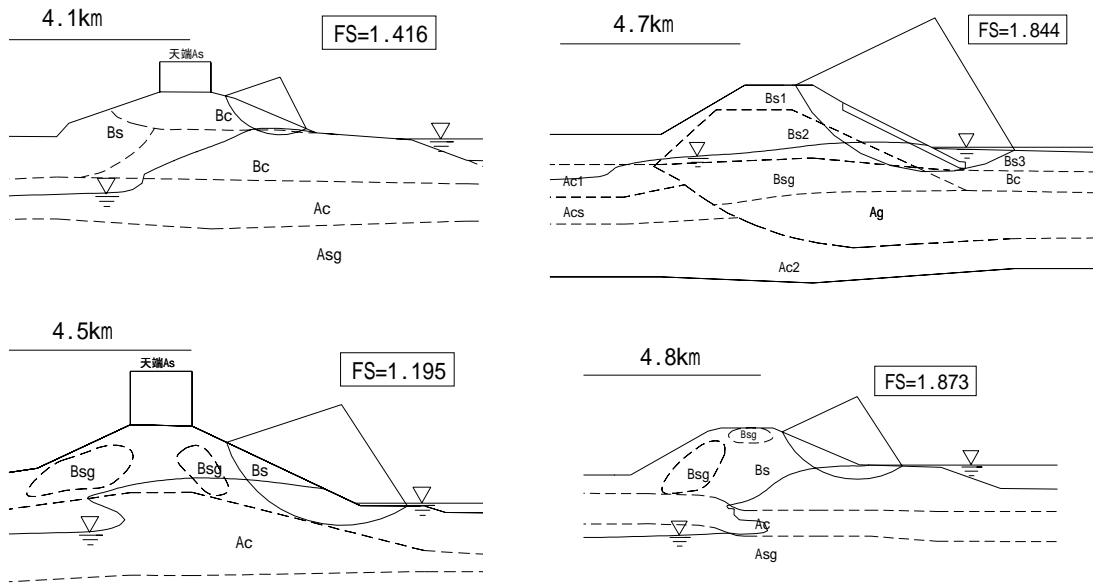 4.1km
FS=1.416
天端As
Bc
Bs
Bc
Ac
Asg
4.7km
FS=1.844
Bs1
Bs2
Bs3
Ac1
Bsg
Bc
Acs
Ag
Ac2
4.5km
FS=1.195
天端As
Bsg
Bsg
Bs
Ac
4.8km
FS=1.873
Bsg
Bsg
Bs
Ac
Asg